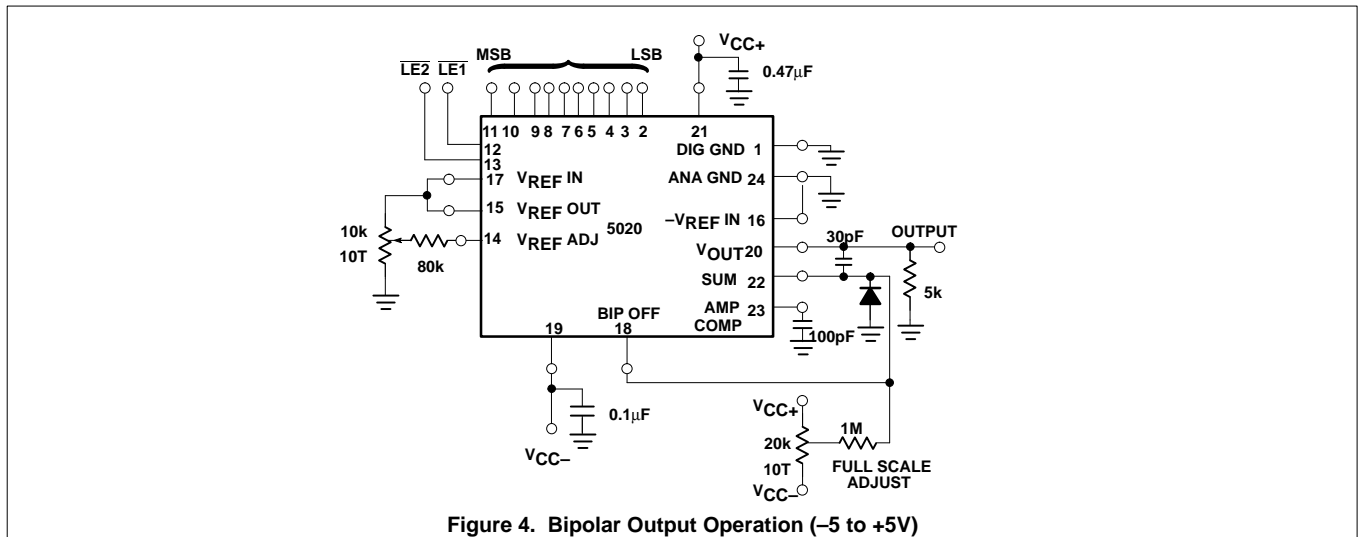 VCC+
MSB LSB
LE2 LE1
0.47μF
11 10 9 8 7 6 5 4 3 2 21
12
DIG GND 1
13
17 VREF IN
ANA GND 24
15 VREF OUT
–VREF IN 16
10k
10T
14 VREF ADJ
5020
80k
VOUT 20
30pF
OUTPUT
SUM 22
5k
AMP COMP 23
100pF
BIP OFF
19 18
0.1μF
VCC–
VCC+
20k
10T
1M
FULL SCALE
ADJUST
VCC–
Figure 4. Bipolar Output Operation (–5 to +5V)